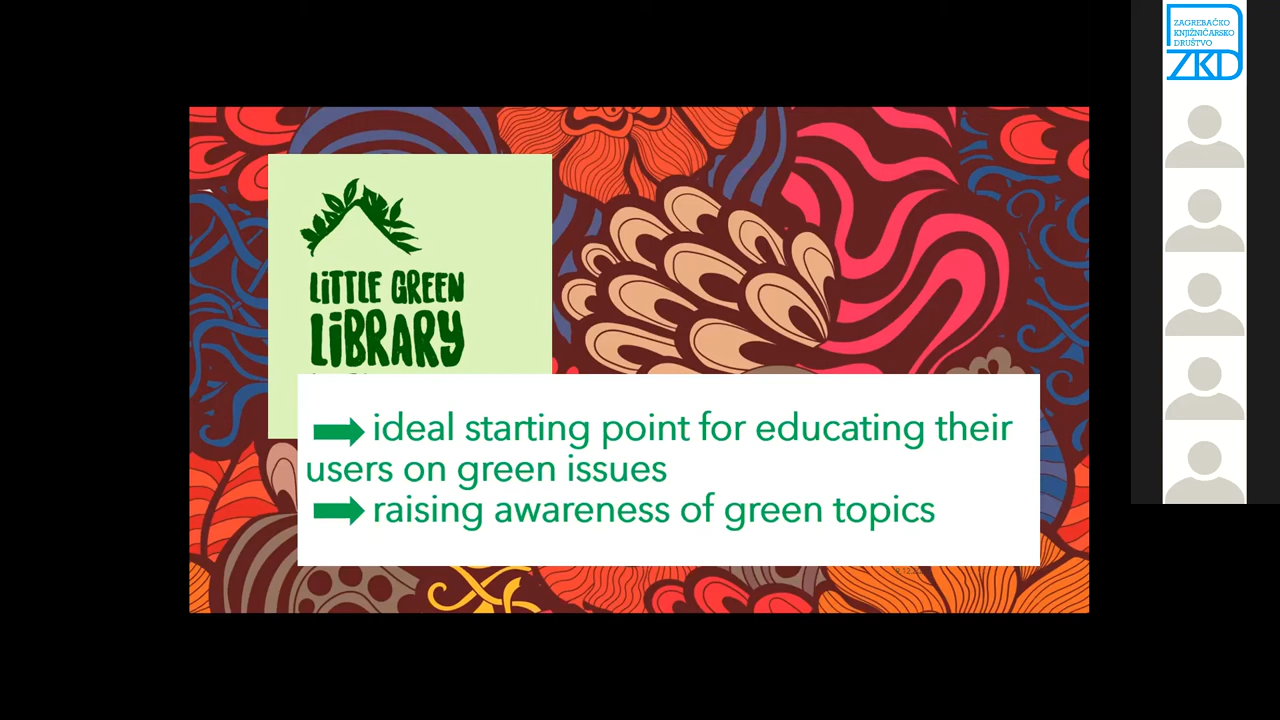 ZAGREBAČKO
KNJIŽNIČARSKO
DRUŠTVO
ZKD
LiTTLE GREEN
LiBRARY
ideal starting point for educating their
users on green issues
raising awareness of green topics